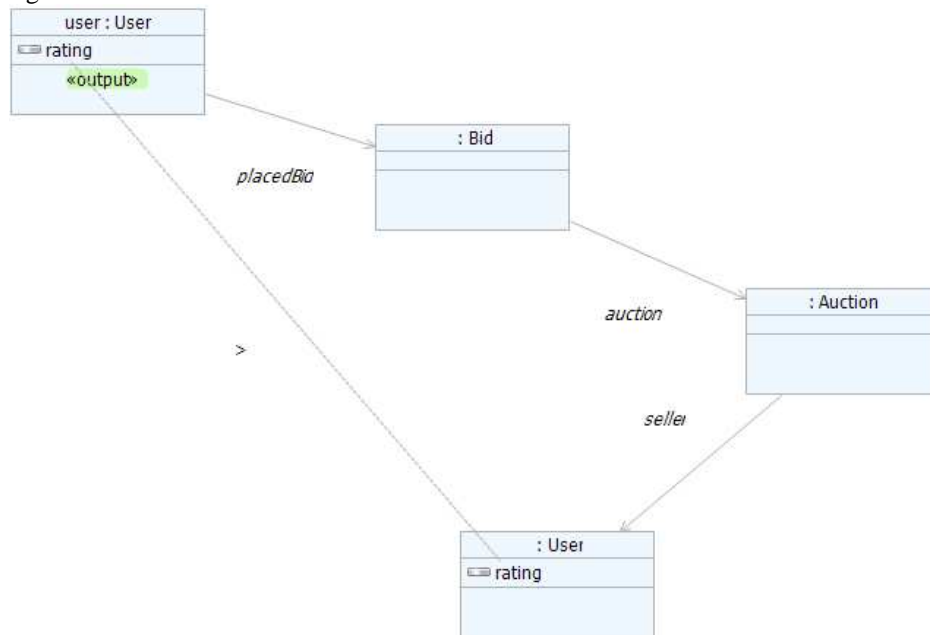 user : User
rating
«output»
: Bid
placedBid
: Auction
auction
>
seller
: User
rating